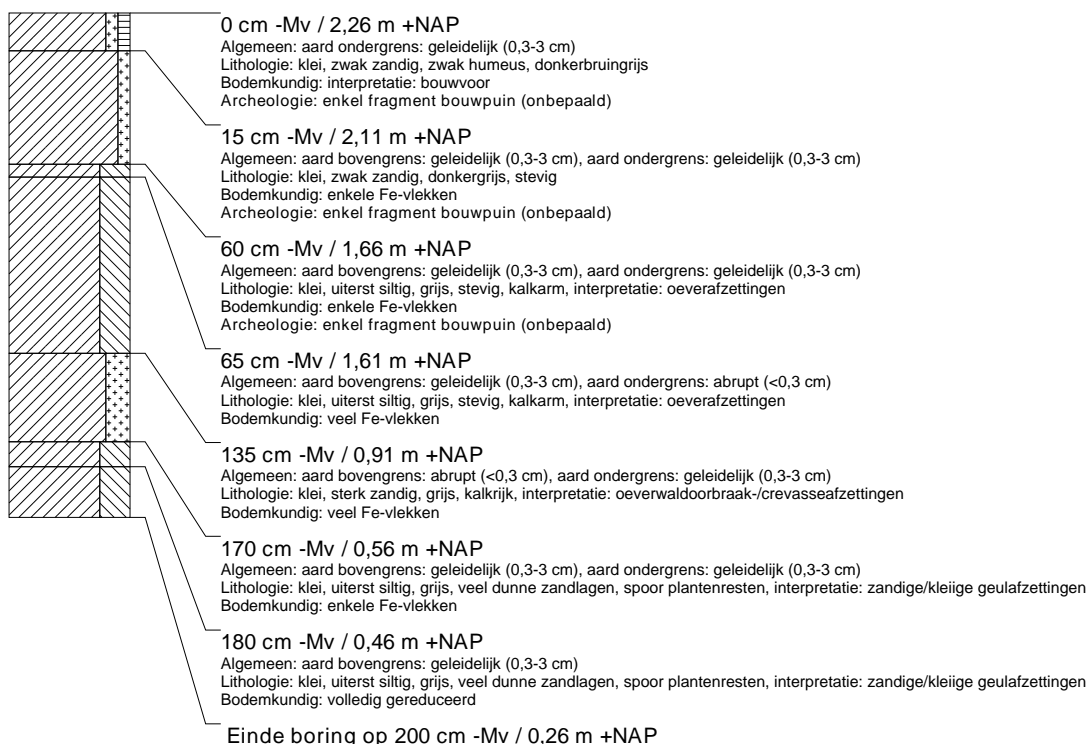 0 cm -Mv / 2,26 m +NAP
Algemeen: aard ondergrens: geleidelijk (0,3-3 cm)
Lithologie: klei, zwak zandig, zwak humeus, donkerbruingrijs
Bodemkundig: interpretatie: bouwvoor
Archeologie: enkel fragment bouwpuin (onbepaald)
15 cm -Mv / 2,11 m +NAP
Algemeen: aard bovengrens: geleidelijk (0,3-3 cm), aard ondergrens: geleidelijk (0,3-3 cm)
Lithologie: klei, zwak zandig, donkergrijs, stevig
Bodemkundig: enkele Fe-vlekken
Archeologie: enkel fragment bouwpuin (onbepaald)
60 cm -Mv / 1,66 m +NAP
Algemeen: aard bovengrens: geleidelijk (0,3-3 cm), aard ondergrens: geleidelijk (0,3-3 cm)
Lithologie: klei, uiterst siltig, grijs, stevig, kalkarm, interpretatie: oeverafzettingen
Bodemkundig: enkele Fe-vlekken
Archeologie: enkel fragment bouwpuin (onbepaald)
65 cm -Mv / 1,61 m +NAP
Algemeen: aard bovengrens: geleidelijk (0,3-3 cm), aard ondergrens: abrupt (<0,3 cm)
Lithologie: klei, uiterst siltig, grijs, stevig, kalkarm, interpretatie: oeverafzettingen
Bodemkundig: veel Fe-vlekken
135 cm -Mv / 0,91 m +NAP
Algemeen: aard bovengrens: abrupt (<0,3 cm), aard ondergrens: geleidelijk (0,3-3 cm)
Lithologie: klei, sterk zandig, grijs, kalkrijk, interpretatie: oeverwaldoorbraak-/crevasseafzettingen
Bodemkundig: veel Fe-vlekken
170 cm -Mv / 0,56 m +NAP
Algemeen: aard bovengrens: geleidelijk (0,3-3 cm), aard ondergrens: geleidelijk (0,3-3 cm)
Lithologie: klei, uiterst siltig, grijs, veel dunne zandlagen, spoor plantenresten, interpretatie: zandige/kleiige geulafzettingen
Bodemkundig: enkele Fe-vlekken
180 cm -Mv / 0,46 m +NAP
Algemeen: aard bovengrens: geleidelijk (0,3-3 cm)
Lithologie: klei, uiterst siltig, grijs, veel dunne zandlagen, spoor plantenresten, interpretatie: zandige/kleiige geulafzettingen
Bodemkundig: volledig gereduceerd
Einde boring op 200 cm -Mv / 0,26 m +NAP